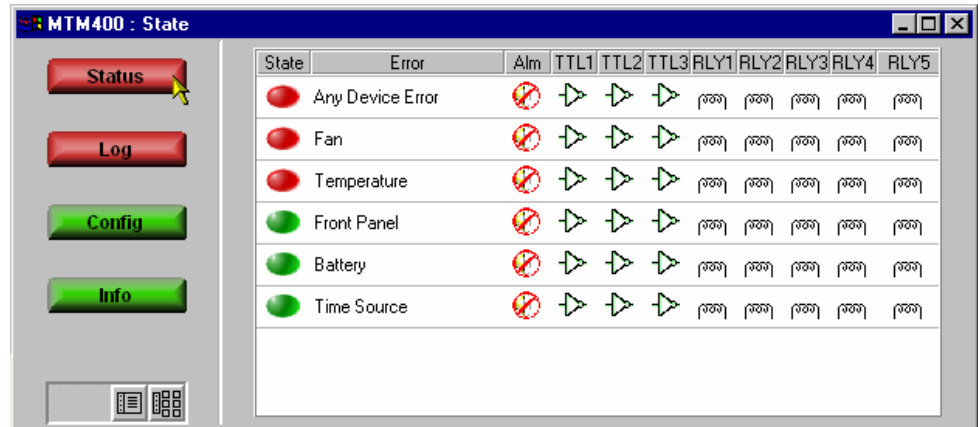 MTM400 : State
Status
Log
Config
Info
State Error Alm TTL1 TTL2 TTL3 RLY1 RLY2 RLY3 RLY4 RLY5
Any Device Error
Fan
Temperature
Front Panel
Battery
Time Source